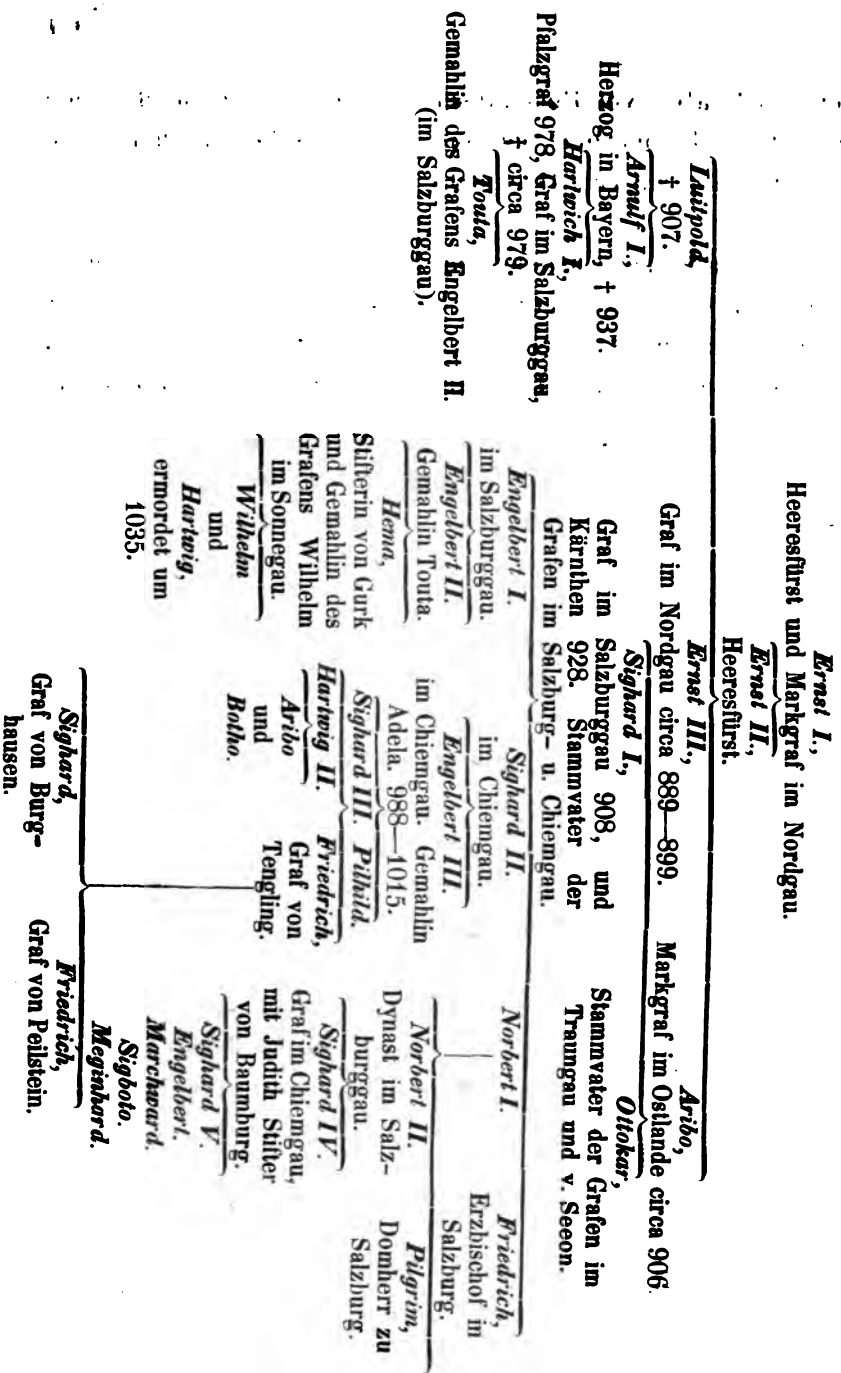 Ernst I.,
Heeresfürst und Markgraf im Nordgau.
Ernst II.,
Heeresfürst.
Luitpold,
† 907.
Arnulf I.,
Herzog in Bayern, † 937.
Hartwich I.,
Pfalzgraf 978, Graf im Salzburggau,
† circa 979.
Touta,
Gemahlin des Grafens Engelbert II.
(im Salzburggau).
Ernst III.,
Graf im Nordgau circa 889—899.
Sighard I.,
Graf im Salzburggau 908, und
Kärnthen 928. Stammvater der
Grafen im Salzburg- u. Chiemgau.
Aribo,
Markgraf im Ostlande circa 906.
Ottokar,
Stammvater der Grafen im
Traungau und v. Seeon.
Engelbert I.
im Salzburggau.
Engelbert II.
Gemahlin Touta.
Hema,
Stifterin von Gurk
und Gemahlin des
Grafens Wilhelm
im Sonnegau.
Wilhelm
und
Hartwig,
ermordet um
1035.
Sighard II.
im Chiemgau.
Engelbert III.
im Chiemgau. Gemahlin
Adela. 988—1015.
Sighard III. Pilhild.
Hartwig II.
Aribo
und
Botho.
Friedrich,
Graf von
Tengling.
Sighard,
Graf von Burg-
hausen.
Friedrich,
Graf von Peilstein.
Norbert I.
Norbert II.
Dynast im Salz-
burggau.
Sighard IV.
Graf im Chiemgau,
mit Judith Stifter
von Baumburg.
Sighard V.
Engelbert.
Marchward.
Sigboto.
Meginhard.
Pilgrim,
Domherr zu
Salzburg.
Friedrich,
Erzbischof in
Salzburg.